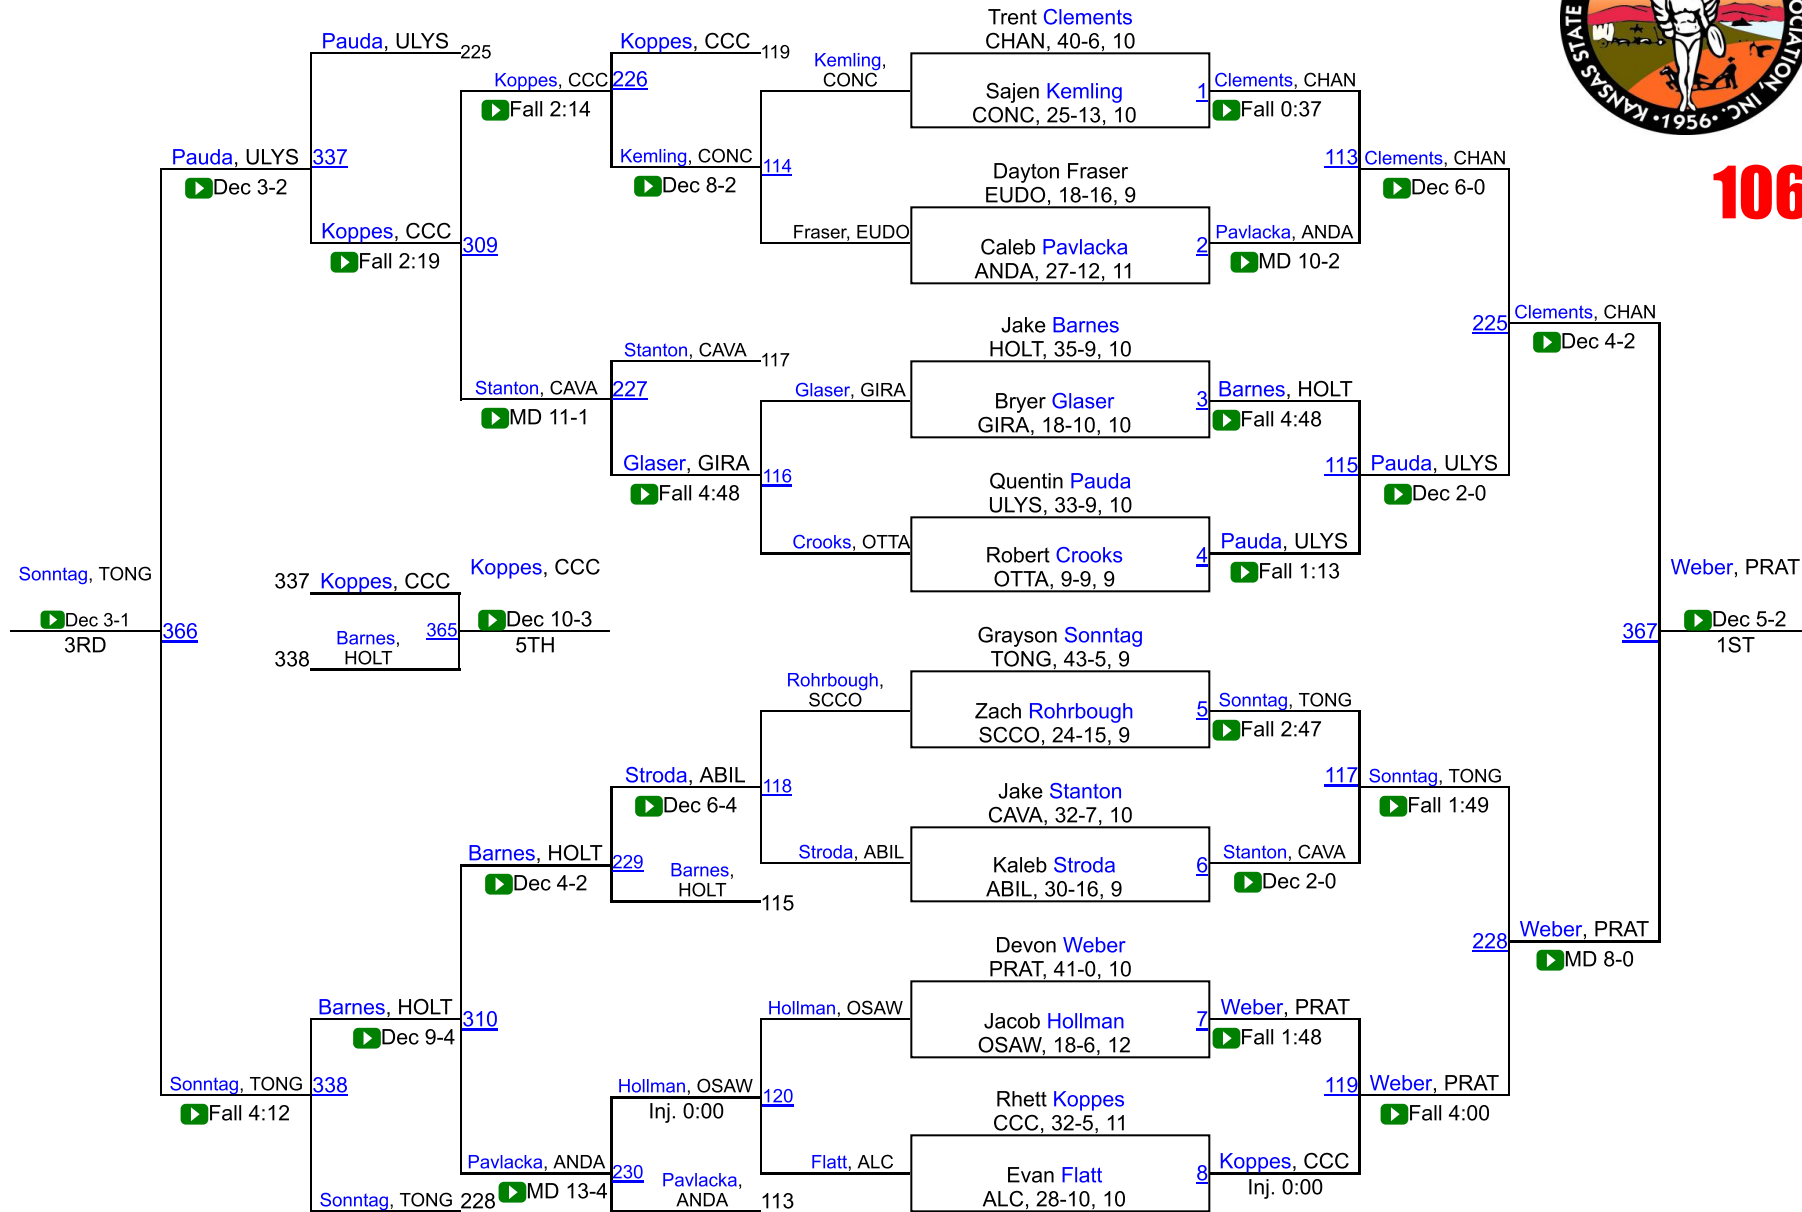 Trent Clements
CHAN, 40-6, 10
Pauda, ULYS
225
Koppes, CCC
119
Kemling,
CONC
Koppes, CCC
226
Fall 2:14
Sajen Kemling
CONC, 25-13, 10
1
Clements, CHAN
Fall 0:37
KANSAS STATE
OCIATION, INC.
•1956•
Pauda, ULYS
337
Dec 3-2
Kemling, CONC
114
Dec 8-2
Dayton Fraser
EUDO, 18-16, 9
113
Clements, CHAN
Dec 6-0
106
Koppes, CCC
309
Fall 2:19
Fraser, EUDO
Caleb Pavlacka
ANDA, 27-12, 11
2
Pavlacka, ANDA
MD 10-2
Jake Barnes
HOLT, 35-9, 10
225
Clements, CHAN
Dec 4-2
Stanton, CAVA
117
Stanton, CAVA
227
MD 11-1
Glaser, GIRA
Bryer Glaser
GIRA, 18-10, 10
3
Barnes, HOLT
Fall 4:48
Glaser, GIRA
116
Fall 4:48
Quentin Pauda
ULYS, 33-9, 10
115
Pauda, ULYS
Dec 2-0
Crooks, OTTA
Robert Crooks
OTTA, 9-9, 9
4
Pauda, ULYS
Fall 1:13
Sonntag, TONG
Dec 3-1
3RD
366
337
Koppes, CCC
Koppes, CCC
338
Barnes,
HOLT
365
Dec 10-3
5TH
Grayson Sonntag
TONG, 43-5, 9
367
Weber, PRAT
Dec 5-2
1ST
Rohrbough,
SCCO
Zach Rohrbough
SCCO, 24-15, 9
5
Sonntag, TONG
Fall 2:47
Stroda, ABIL
118
Dec 6-4
Jake Stanton
CAVA, 32-7, 10
117
Sonntag, TONG
Fall 1:49
Barnes, HOLT
229
Dec 4-2
Barnes,
HOLT
115
Stroda, ABIL
Kaleb Stroda
ABIL, 30-16, 9
6
Stanton, CAVA
Dec 2-0
Devon Weber
PRAT, 41-0, 10
228
Weber, PRAT
MD 8-0
Barnes, HOLT
310
Dec 9-4
Hollman, OSAW
Jacob Hollman
OSAW, 18-6, 12
7
Weber, PRAT
Fall 1:48
Sonntag, TONG
338
Fall 4:12
Hollman, OSAW
120
Inj. 0:00
Rhett Koppes
CCC, 32-5, 11
119
Weber, PRAT
Fall 4:00
Pavlacka, ANDA
230
MD 13-4
Flatt, ALC
Evan Flatt
ALC, 28-10, 10
8
Koppes, CCC
Inj. 0:00
Sonntag, TONG
228
Pavlacka,
ANDA
113